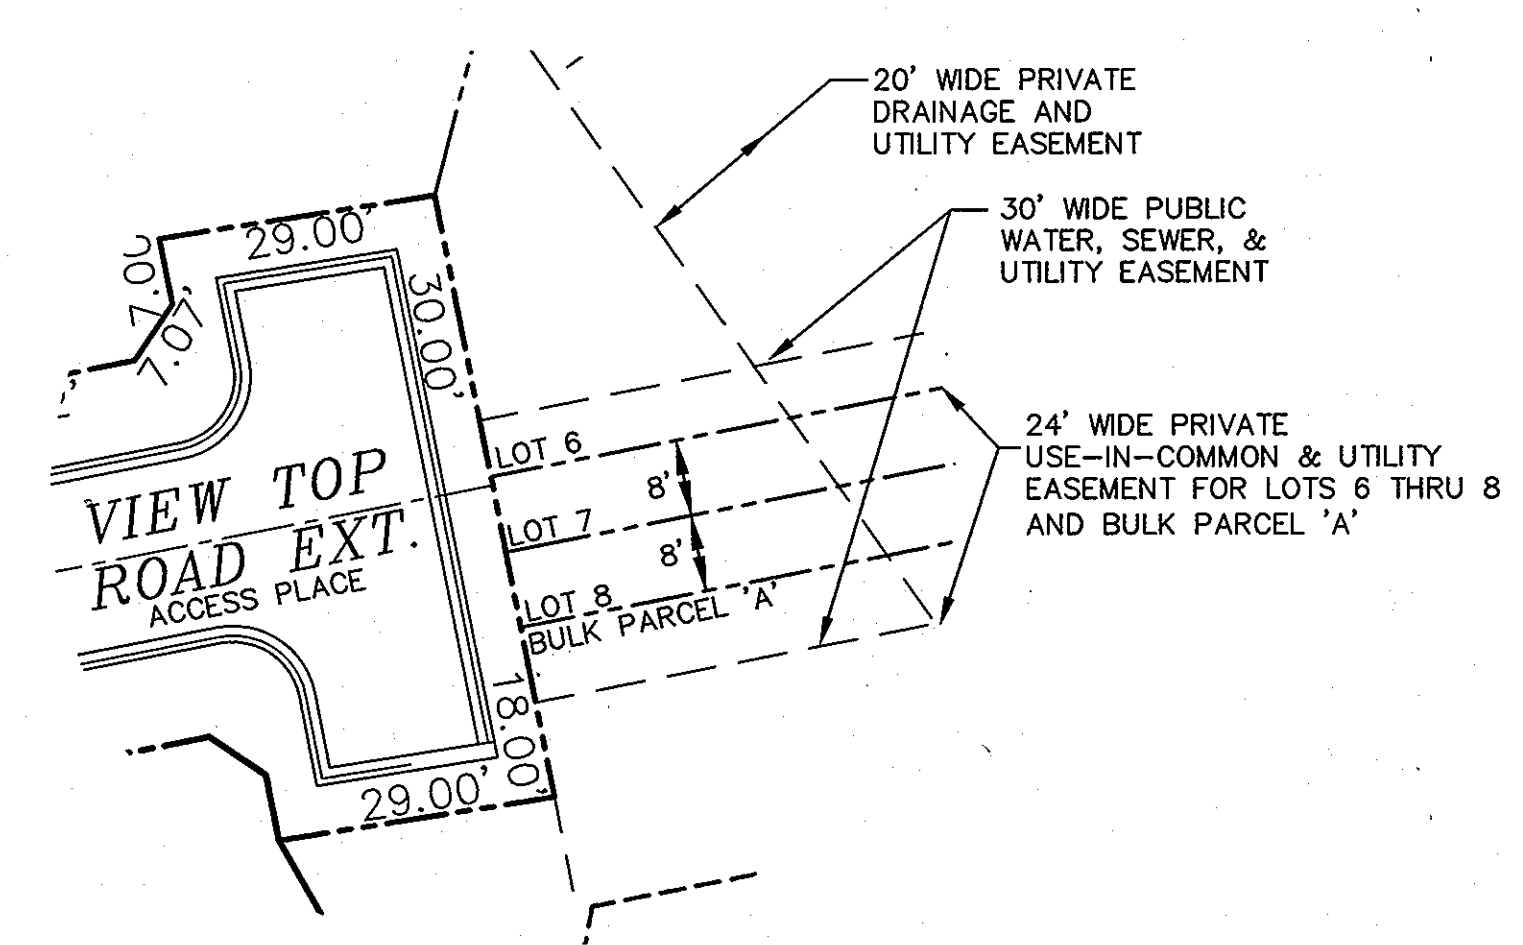 20' WIDE PRIVATE
DRAINAGE AND
UTILITY EASEMENT
30' WIDE PUBLIC
WATER, SEWER, &
UTILITY EASEMENT
24' WIDE PRIVATE
USE-IN-COMMON & UTILITY
EASEMENT FOR LOTS 6 THRU 8
AND BULK PARCEL 'A'
29.00'
7.07'
30.00'
LOT 6
8'
LOT 7
8'
LOT 8
BULK PARCEL 'A'
VIEW TOP
ROAD EXT.
ACCESS PLACE
18.00'
29.00'